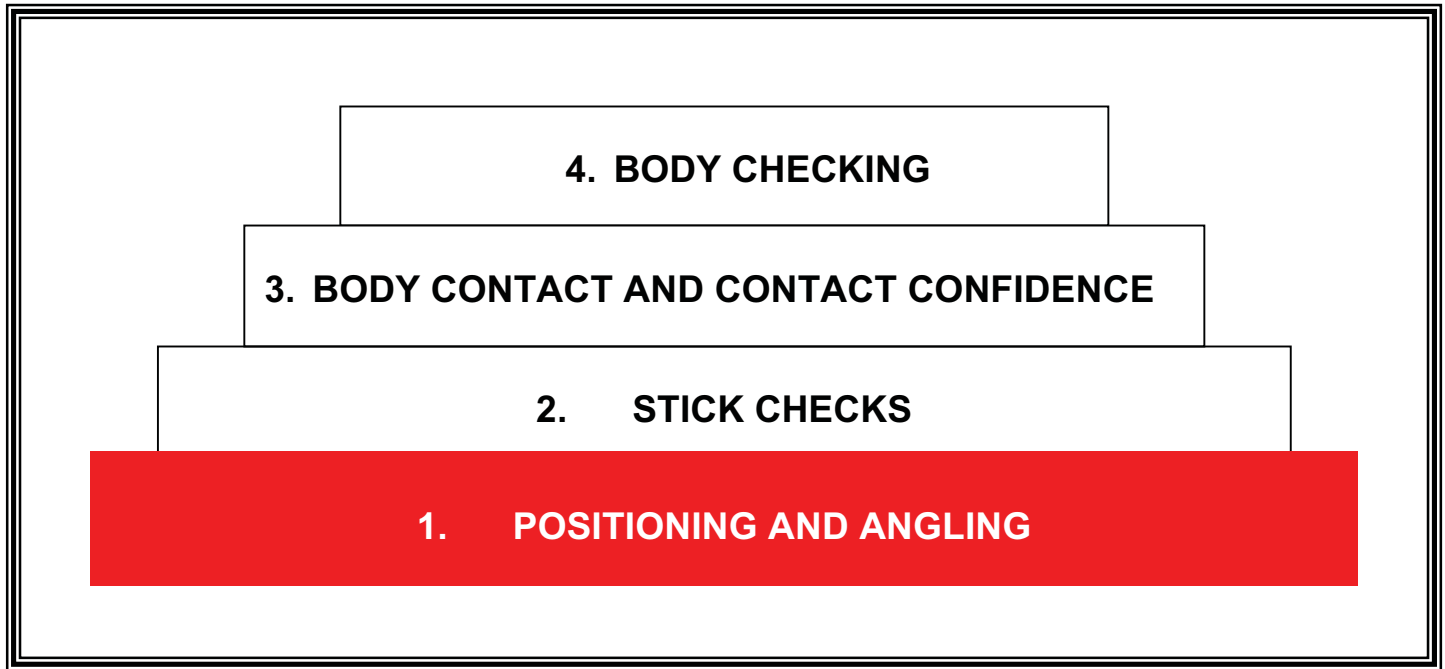 4. BODY CHECKING
3. BODY CONTACT AND CONTACT CONFIDENCE
2. STICK CHECKS
1. POSITIONING AND ANGLING